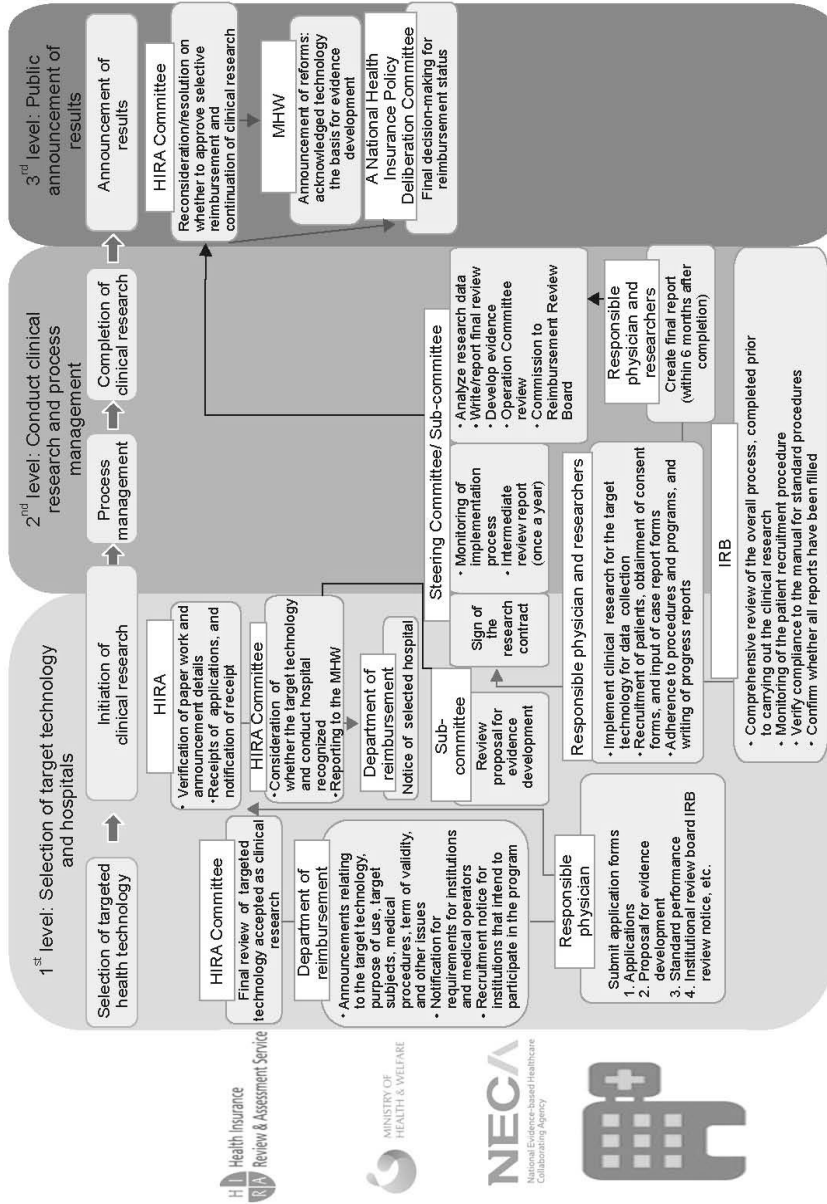 1st level: Selection of target technology
and hospitals
2nd level: Conduct clinical
research and process
management
3rd level: Public
announcement of
results
Selection of targeted
health technology
Initiation of
clinical research
Process
management
Completion of
clinical research
Announcement of
results
H I
R A
Health Insurance
Review & Assessment Service
HIRA Committee
Final review of targeted
technology accepted as clinical
research
HIRA
• Verification of paper work and
announcement details
• Receipts of applications, and
notification of receipt
HIRA Committee
• Consideration of
whether the target technology
and conduct hospital
recognized
• Reporting to the MHW
HIRA Committee
Reconsideration/resolution on
whether to approve selective
reimbursement and
continuation of clinical research
MINISTRY OF
HEALTH & WELFARE
Department of
reimbursement
• Announcements relating
to the target technology,
purpose of use, target
subjects, medical
procedures, term of validity,
and other issues
• Notification for
requirements for institutions
and medical operators
• Recruitment notice for
institutions that intend to
participate in the program
Department of
reimbursement
Notice of selected hospital
MHW
Announcement of reforms:
acknowledged technology
the basis for evidence
development
A National Health
Insurance Policy
Deliberation Committee
Final decision-making for
reimbursement status
NECA
National Evidence-based Healthcare
Collaborating Agency
Sub-
committee
Review
proposal for
evidence
development
Steering Committee/ Sub-committee
Sign of
the
research
contract
• Monitoring of
implementation
process
• Intermediate
review report
(once a year)
• Analyze research data
• Write/report final review
• Develop evidence
• Operation Committee
review
• Commission to
Reimbursement Review
Board
Responsible
physician
Submit application forms
1. Applications
2. Proposal for evidence
development
3. Standard performance
4. Institutional review board IRB
review notice, etc.
Responsible physician and researchers
• Implement clinical research for the target
technology for data collection
• Recruitment of patients, obtainment of consent
forms, and input of case report forms
• Adherence to procedures and programs, and
writing of progress reports
Responsible
physician and
researchers
Create final report
(within 6 months after
completion)
IRB
• Comprehensive review of the overall process, completed prior
to carrying out the clinical research
• Monitoring of the patient recruitment procedure
• Verify compliance to the manual for standard procedures
• Confirm whether all reports have been filled